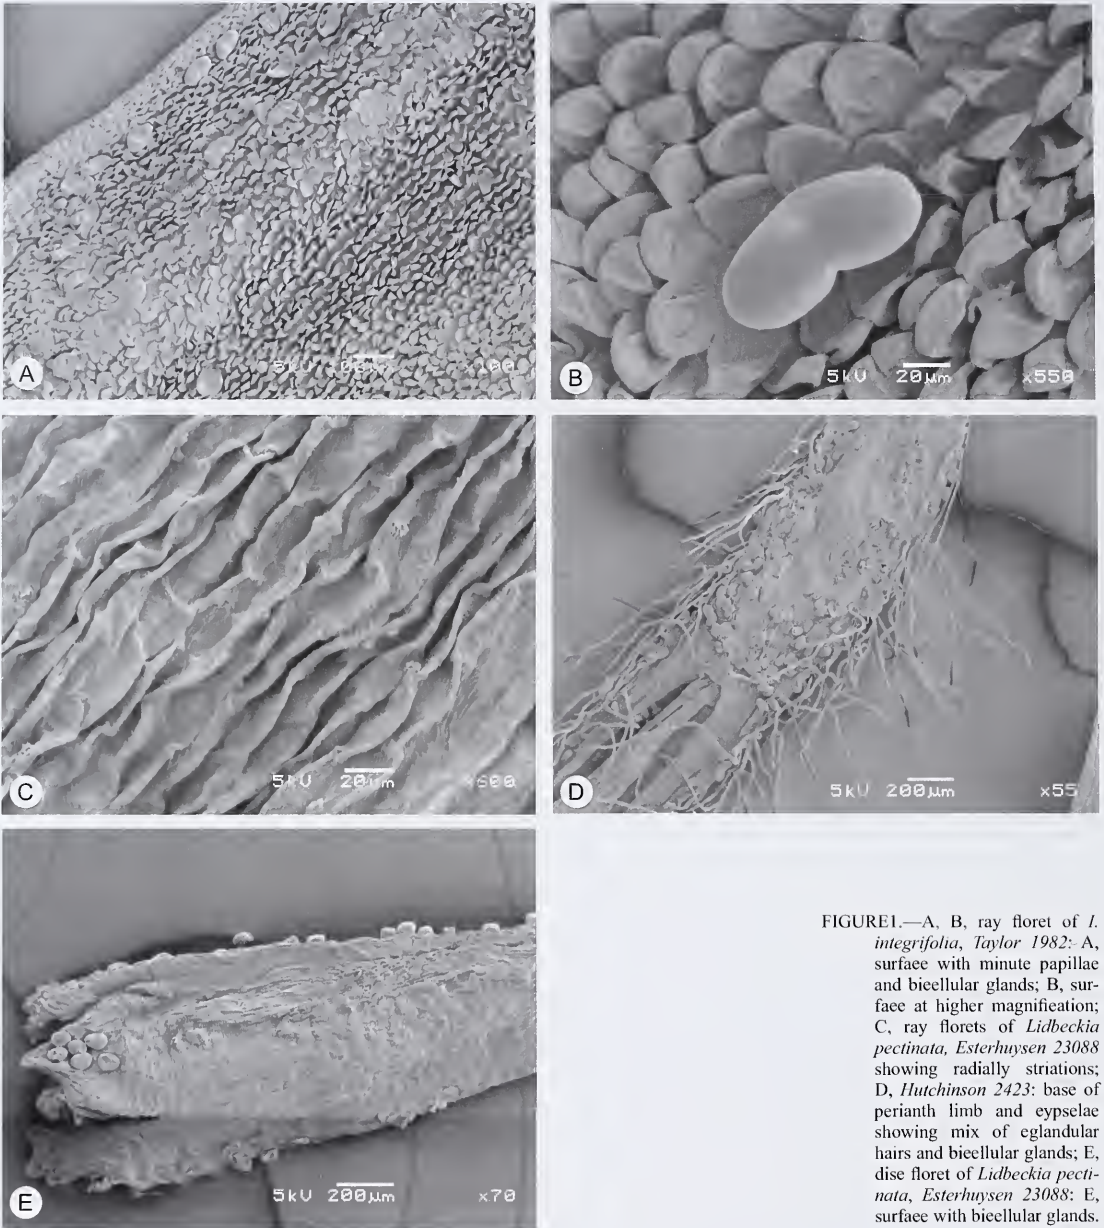 A
5kV 100µm x100
B
5kV 20µm x550
C
5kV 20µm x600
D
5kV 200µm x55
E
5kV 200µm x70
FIGURE1.—A, B, ray floret of I.
integrifolia, Taylor 1982: A,
surfaee with minute papillae
and bieellular glands; B, sur-
faee at higher magnifieation;
C, ray florets of Lidbeckia
pectinata, Esterhuysen 23088
showing radially striations;
D, Hutchinson 2423: base of
perianth limb and eypselae
showing mix of eglandular
hairs and bieellular glands; E,
dise floret of Lidbeckia pecti-
nata, Esterhuysen 23088: E,
surfaee with bieellular glands.